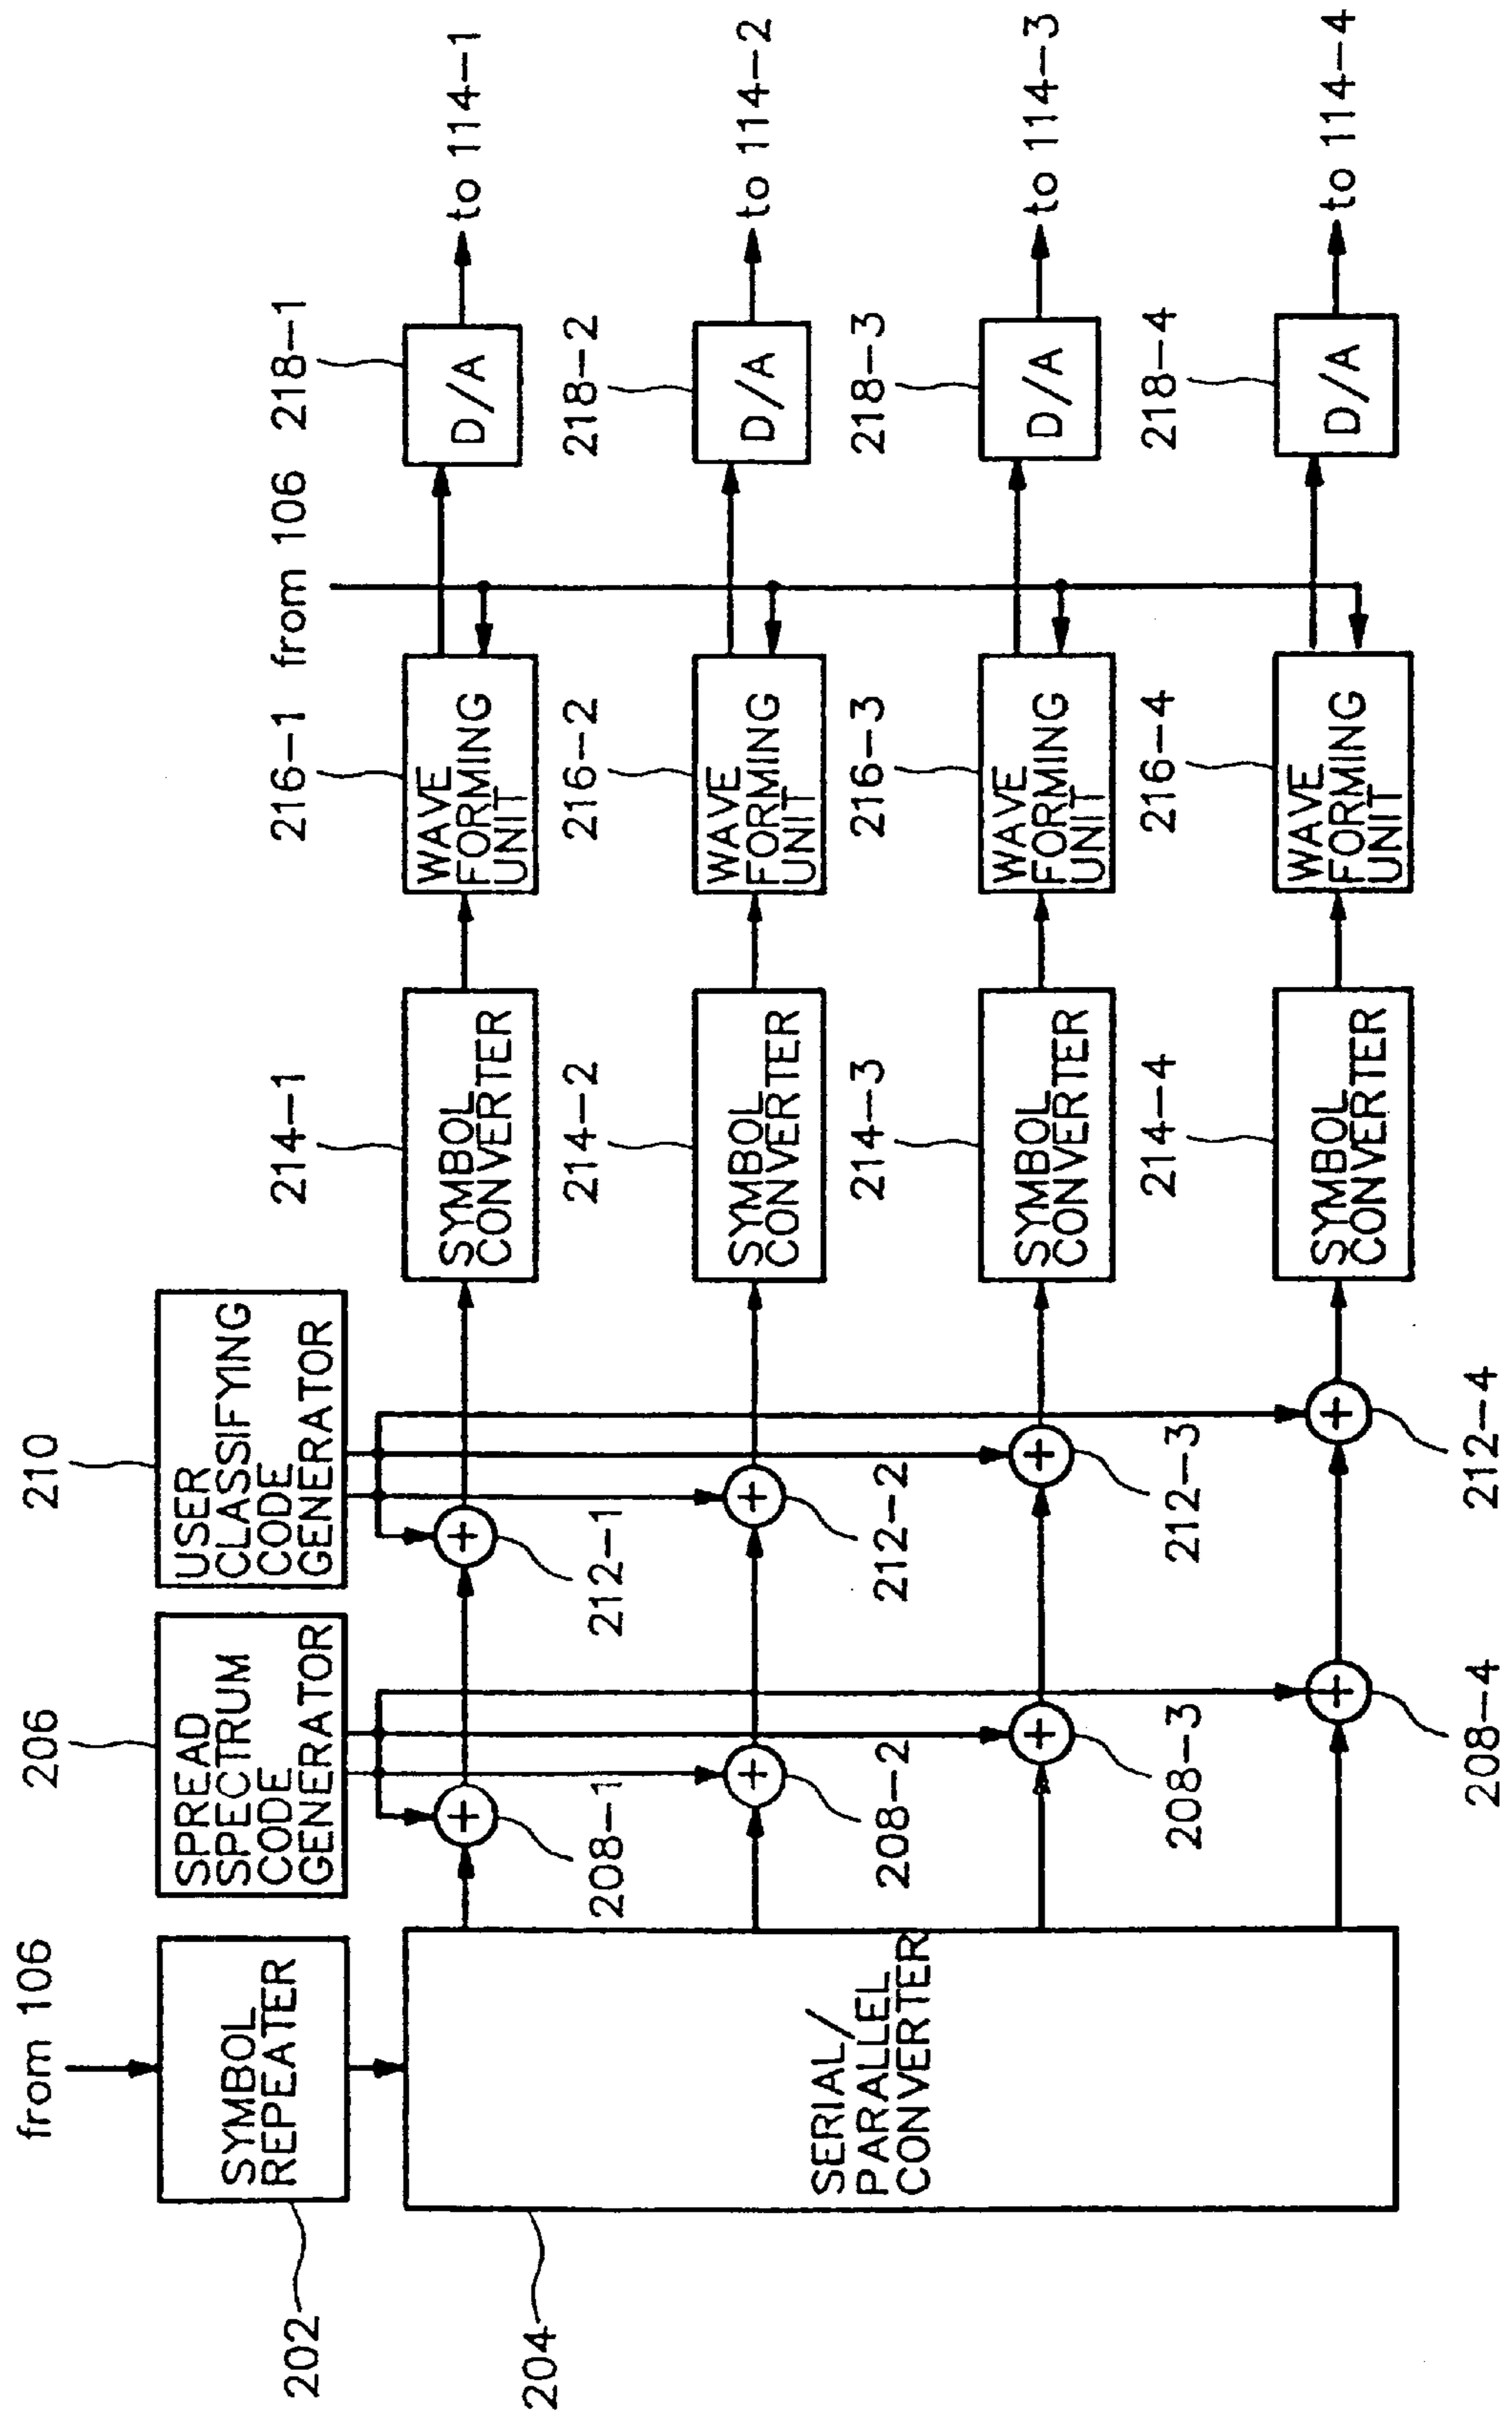 from 106
202
SYMBOL
REPEATER
206
SPREAD
SPECTRUM
CODE
GENERATOR
210
USER
CLASSIFYING
CODE
GENERATOR
204
SERIAL/
PARALLEL
CONVERTER
208-1
212-1
214-1
SYMBOL
CONVERTER
216-1
WAVE
FORMING
UNIT
from 106
218-1
D/A
to 114-1
208-2
212-2
214-2
SYMBOL
CONVERTER
216-2
WAVE
FORMING
UNIT
218-2
D/A
to 114-2
208-3
212-3
214-3
SYMBOL
CONVERTER
216-3
WAVE
FORMING
UNIT
218-3
D/A
to 114-3
208-4
212-4
214-4
SYMBOL
CONVERTER
216-4
WAVE
FORMING
UNIT
218-4
D/A
to 114-4